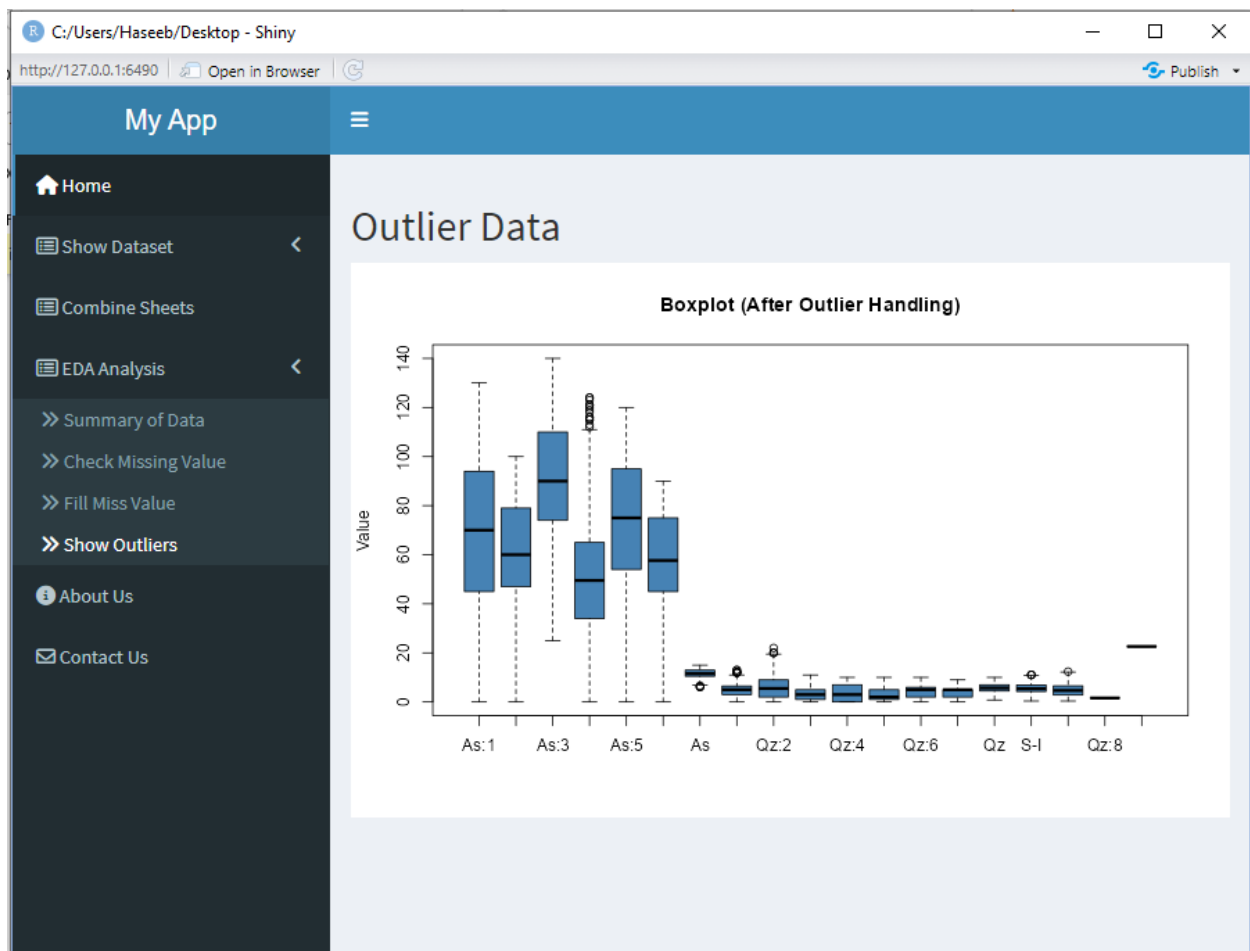 C:/Users/Haseeb/Desktop - Shiny
http://127.0.0.1:6490 Open in Browser Publish
My App
Home
Show Dataset
Combine Sheets
EDA Analysis
Summary of Data
Check Missing Value
Fill Miss Value
Show Outliers
About Us
Contact Us
Outlier Data
Boxplot (After Outlier Handling)
Value
140
120
100
80
60
40
20
0
As:1 As:3 As:5 As Qz:2 Qz:4 Qz:6 Qz S-I Qz:8